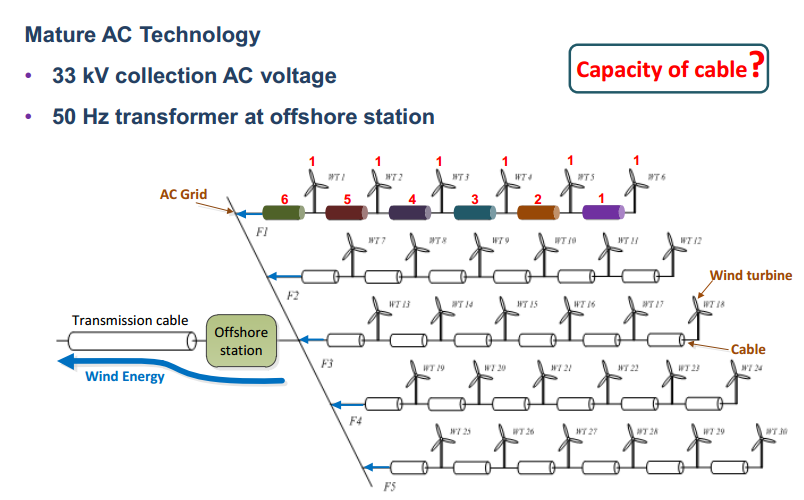 Mature AC Technology
• 33 kV collection AC voltage
• 50 Hz transformer at offshore station
Capacity of cable?
1 1 1 1 1 1
WT 1 WT 2 WT 3 WT 4 WT 5 WT 6
AC Grid
6 5 4 3 2 1
F1
WT 7 WT 8 WT 9 WT 10 WT 11 WT 12
F2
Wind turbine
WT 13 WT 14 WT 15 WT 16 WT 17 WT 18
Transmission cable
Offshore
station
Cable
F3
Wind Energy
WT 19 WT 20 WT 21 WT 22 WT 23 WT 24
F4
WT 25 WT 26 WT 27 WT 28 WT 29 WT 30
F5